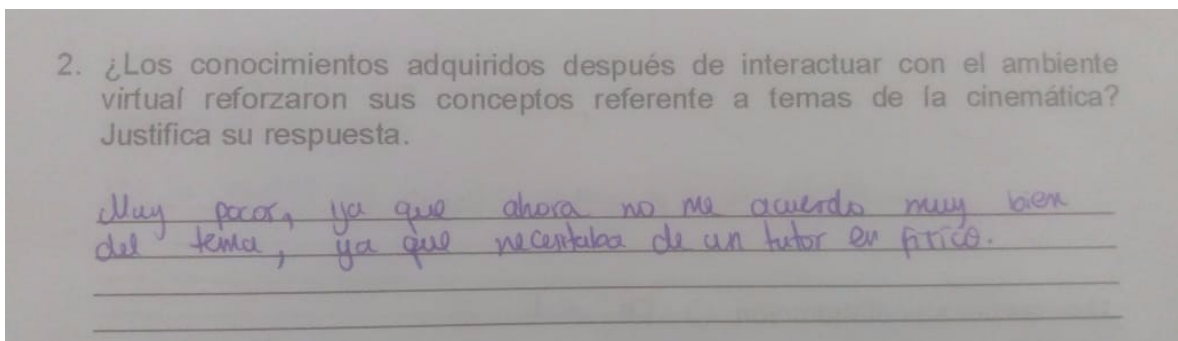 2. ¿Los conocimientos adquiridos después de interactuar con el ambiente
virtual reforzaron sus conceptos referente a temas de la cinemática?
Justifica su respuesta.
Muy pocos, ya que ahora no me acuerdo muy bien
del tema, ya que necesitaba de un tutor en físico.